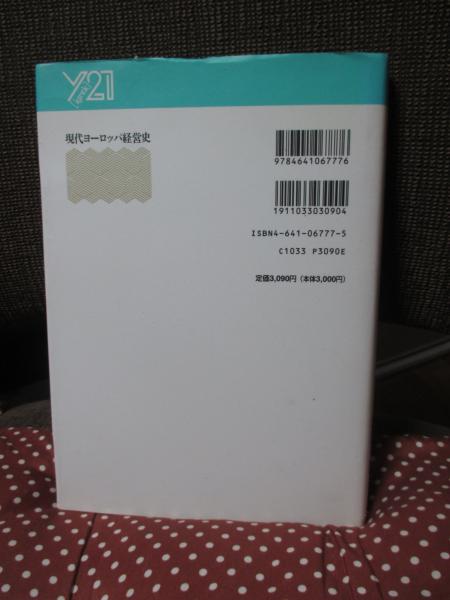 Y21
現代ヨーロッパ経営史
9784641067776
1911033030904
ISBN4-641-06777-5
C1033 P3090E
定価3,090円(本体3,000円)